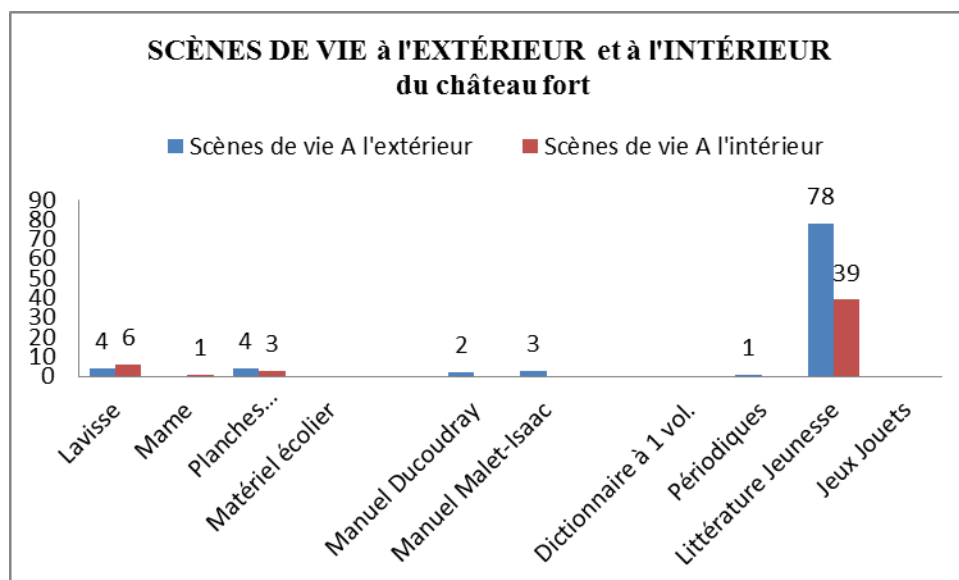 SCÈNES DE VIE à l'EXTÉRIEUR et à l'INTÉRIEUR
du château fort
Scènes de vie A l'extérieur
Scènes de vie A l'intérieur
90
80
70
60
50
40
30
20
10
0
4
6
1
4
3
2
3
1
78
39
Lavisse
Mame
Planches...
Matériel écolier
Manuel Ducoudray
Manuel Malet-Isaac
Dictionnaire à 1 vol.
Périodiques
Littérature Jeunesse
Jeux Jouets